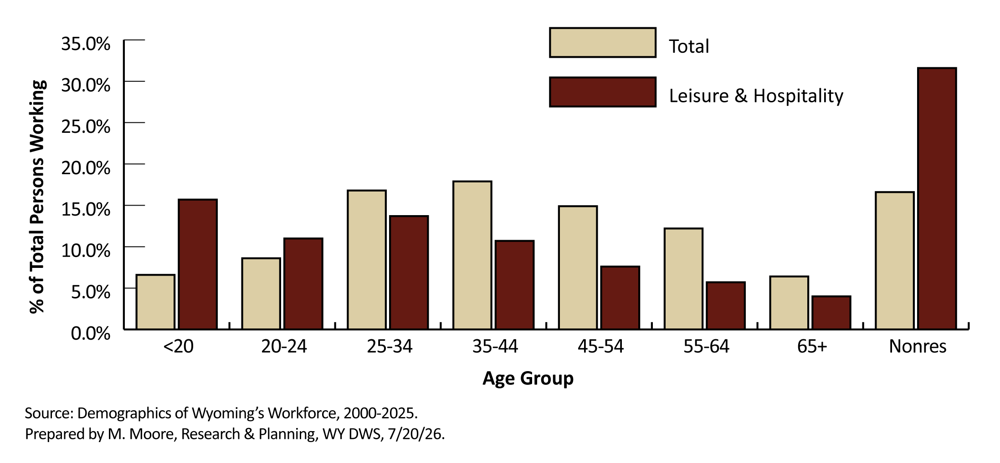 35.0%
30.0%
25.0%
20.0%
15.0%
10.0%
5.0%
0.0%
% of Total Persons Working
Total
Leisure & Hospitality
<20
20-24
25-34
35-44
45-54
55-64
65+
Nonres
Age Group
Source: Demographics of Wyoming’s Workforce, 2000-2025.
Prepared by M. Moore, Research & Planning, WY DWS, 7/20/26.